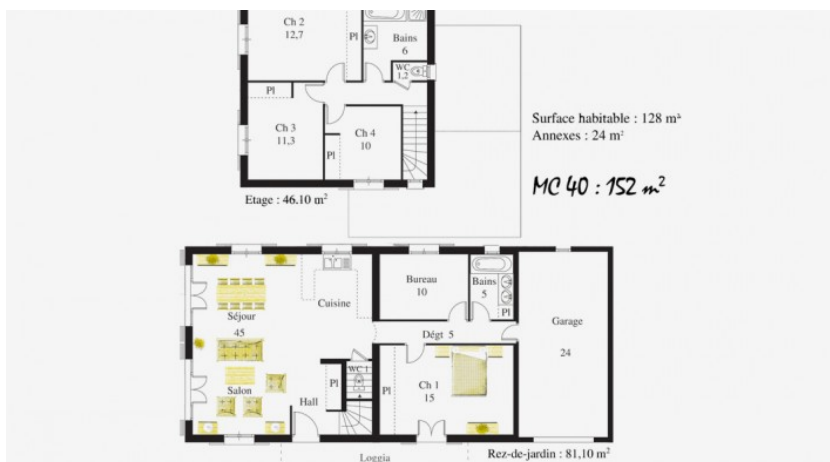 Ch 2
12,7
Pl
Bains
6
WC
1,2
Pl
Ch 3
11,3
Ch 4
10
Pl
Surface habitable : 128 m²
Annexes : 24 m²
MC 40 : 152 m²
Etage : 46.10 m²
Séjour
45
Cuisine
Bureau
10
Bains
5
Pl
Dégt 5
Garage
24
WC 1
Pl
Pl
Ch 1
15
Salon
Hall
Loggia
Rez-de-jardin : 81,10 m²